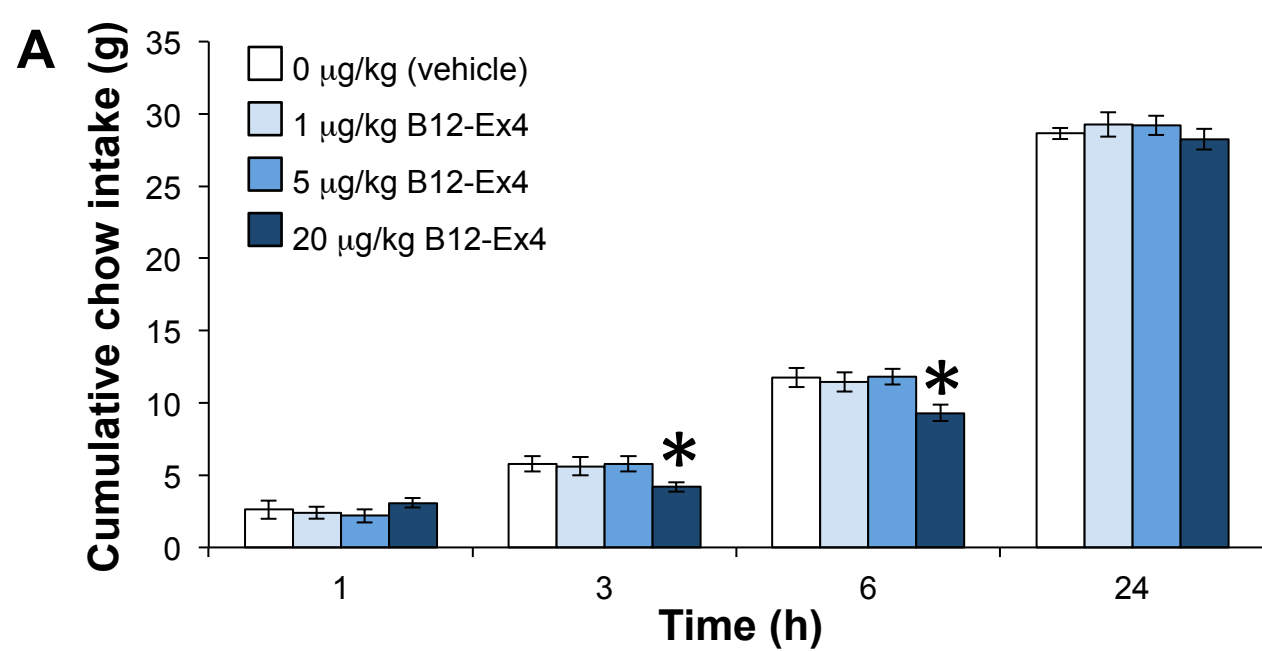 A
Cumulative chow intake (g)
35
30
25
20
15
10
5
0
0 µg/kg (vehicle)
1 µg/kg B12-Ex4
5 µg/kg B12-Ex4
20 µg/kg B12-Ex4
*
*
1 3 6 24
Time (h)